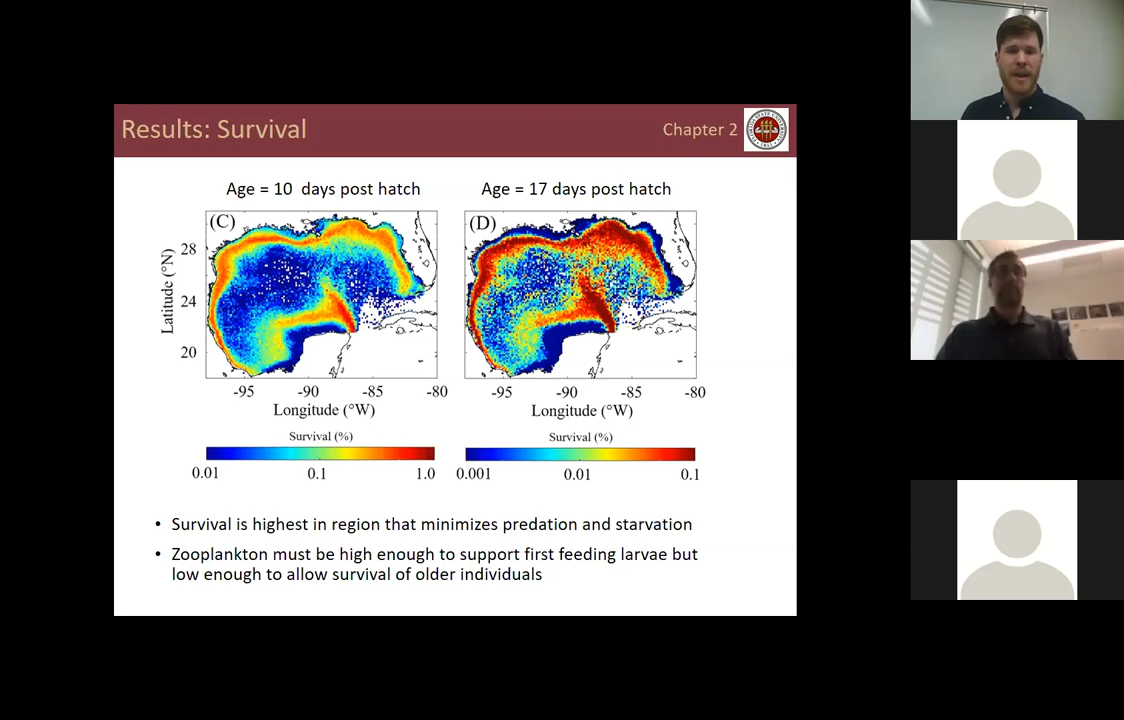 Results: Survival
Chapter 2
Age = 10 days post hatch
Age = 17 days post hatch
(C)
(D)
Latitude (°N)
28
24
20
-95
-90
-85
-80
-95
-90
-85
-80
Longitude (°W)
Longitude (°W)
Survival (%)
Survival (%)
0.01
0.1
1.0
0.001
0.01
0.1
• Survival is highest in region that minimizes predation and starvation
• Zooplankton must be high enough to support first feeding larvae but
low enough to allow survival of older individuals